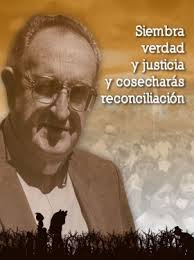 Siembra
verdad
y justicia
y cosecharás
reconciliación